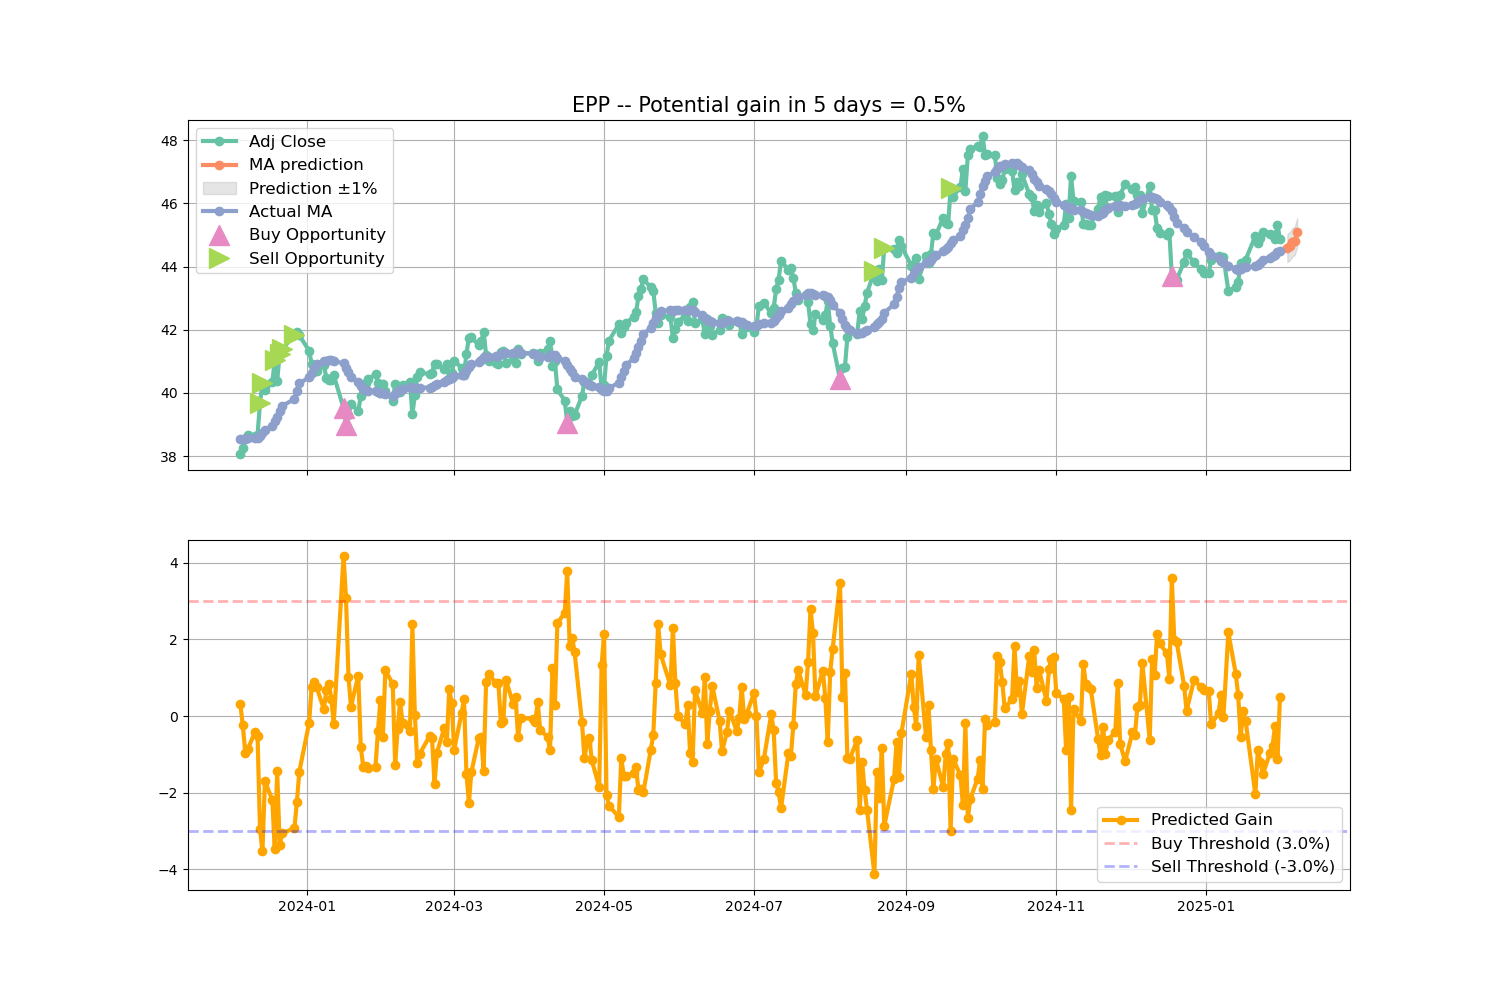 EPP -- Potential gain in 5 days = 0.5%
48
46
44
42
40
38
Adj Close
MA prediction
Prediction ±1%
Actual MA
Buy Opportunity
Sell Opportunity
4
2
0
−2
−4
Predicted Gain
Buy Threshold (3.0%)
Sell Threshold (-3.0%)
2024-01 2024-03 2024-05 2024-07 2024-09 2024-11 2025-01